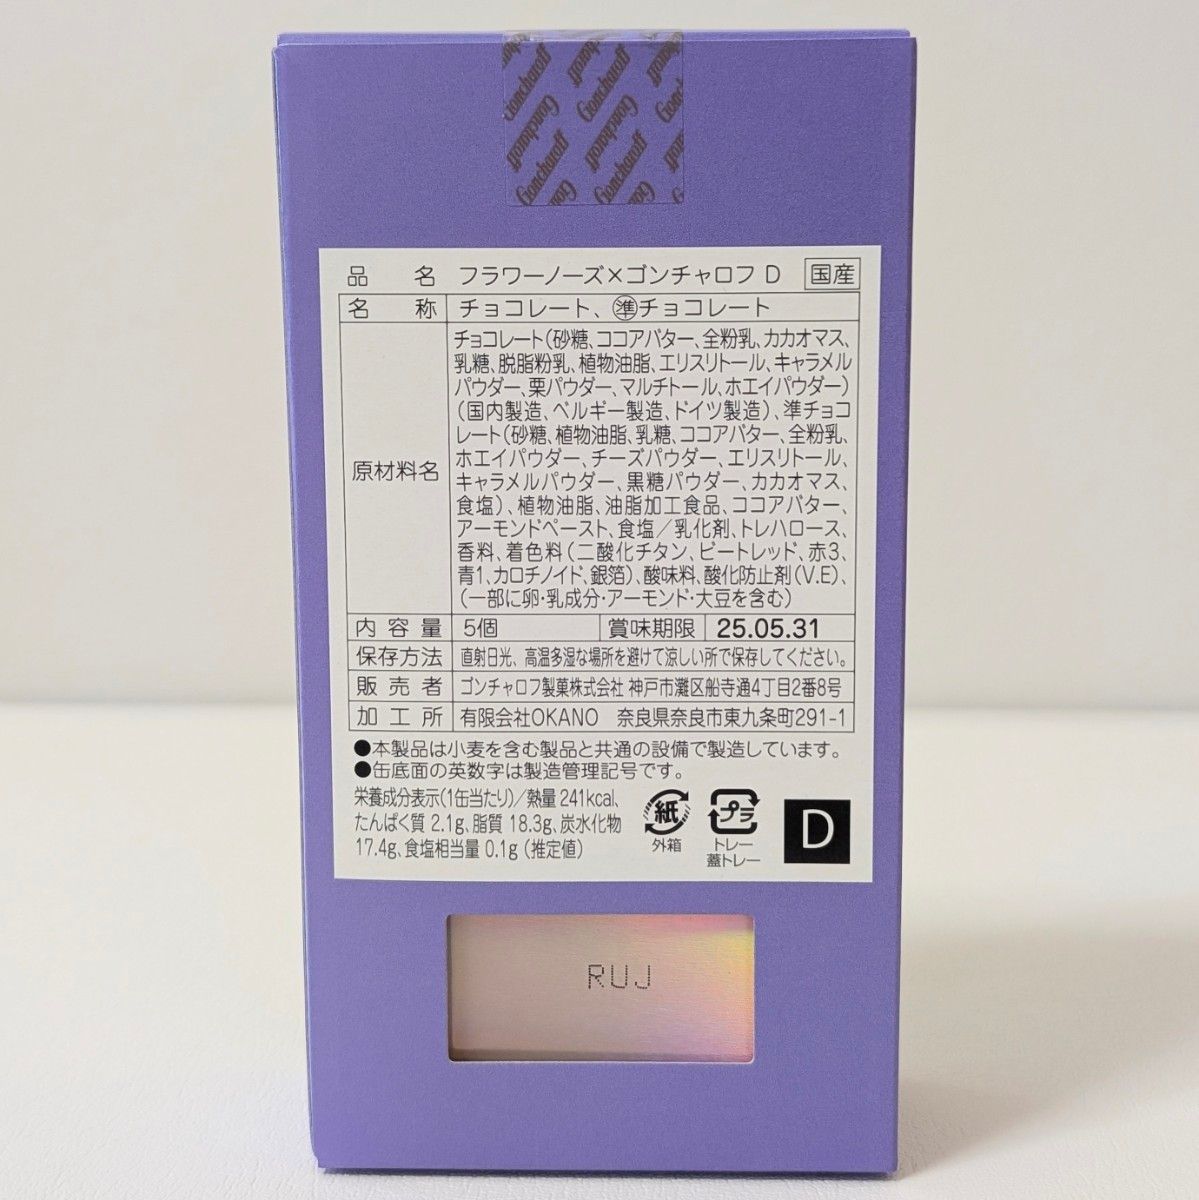 Goncharoff Goncharoff Goncharoff
Goncharoff Goncharoff
品名 フラワーノーズ×ゴンチャロフ D 国産
名称 チョコレート、㊟チョコレート
原材料名
チョコレート(砂糖、ココアバター、全粉乳、カカオマス、
乳糖、脱脂粉乳、植物油脂、エリスリトール、キャラメル
パウダー、栗パウダー、マルチトール、ホエイパウダー)
(国内製造、ベルギー製造、ドイツ製造)、準チョコ
レート(砂糖、植物油脂、乳糖、ココアバター、全粉乳、
ホエイパウダー、チーズパウダー、エリスリトール、
キャラメルパウダー、黒糖パウダー、カカオマス、
食塩)、植物油脂、油脂加工食品、ココアバター、
アーモンドペースト、食塩/乳化剤、トレハロース、
香料、着色料(二酸化チタン、ビートレッド、赤3、
青1、カロチノイド、銀箔)、酸味料、酸化防止剤(V.E)、
(一部に卵・乳成分・アーモンド・大豆を含む)
内容量 5個 賞味期限 25.05.31
保存方法 直射日光、高温多湿な場所を避けて涼しい所で保存してください。
販売者 ゴンチャロフ製菓株式会社 神戸市灘区船寺通4丁目2番8号
加工所 有限会社OKANO 奈良県奈良市東九条町291-1
●本製品は小麦を含む製品と共通の設備で製造しています。
●缶底面の英数字は製造管理記号です。
栄養成分表示(1缶当たり)/熱量 241kcal、
たんぱく質 2.1g、脂質 18.3g、炭水化物
17.4g、食塩相当量 0.1g (推定値)
紙
外箱
プラ
トレー
蓋トレー
D
RUJ